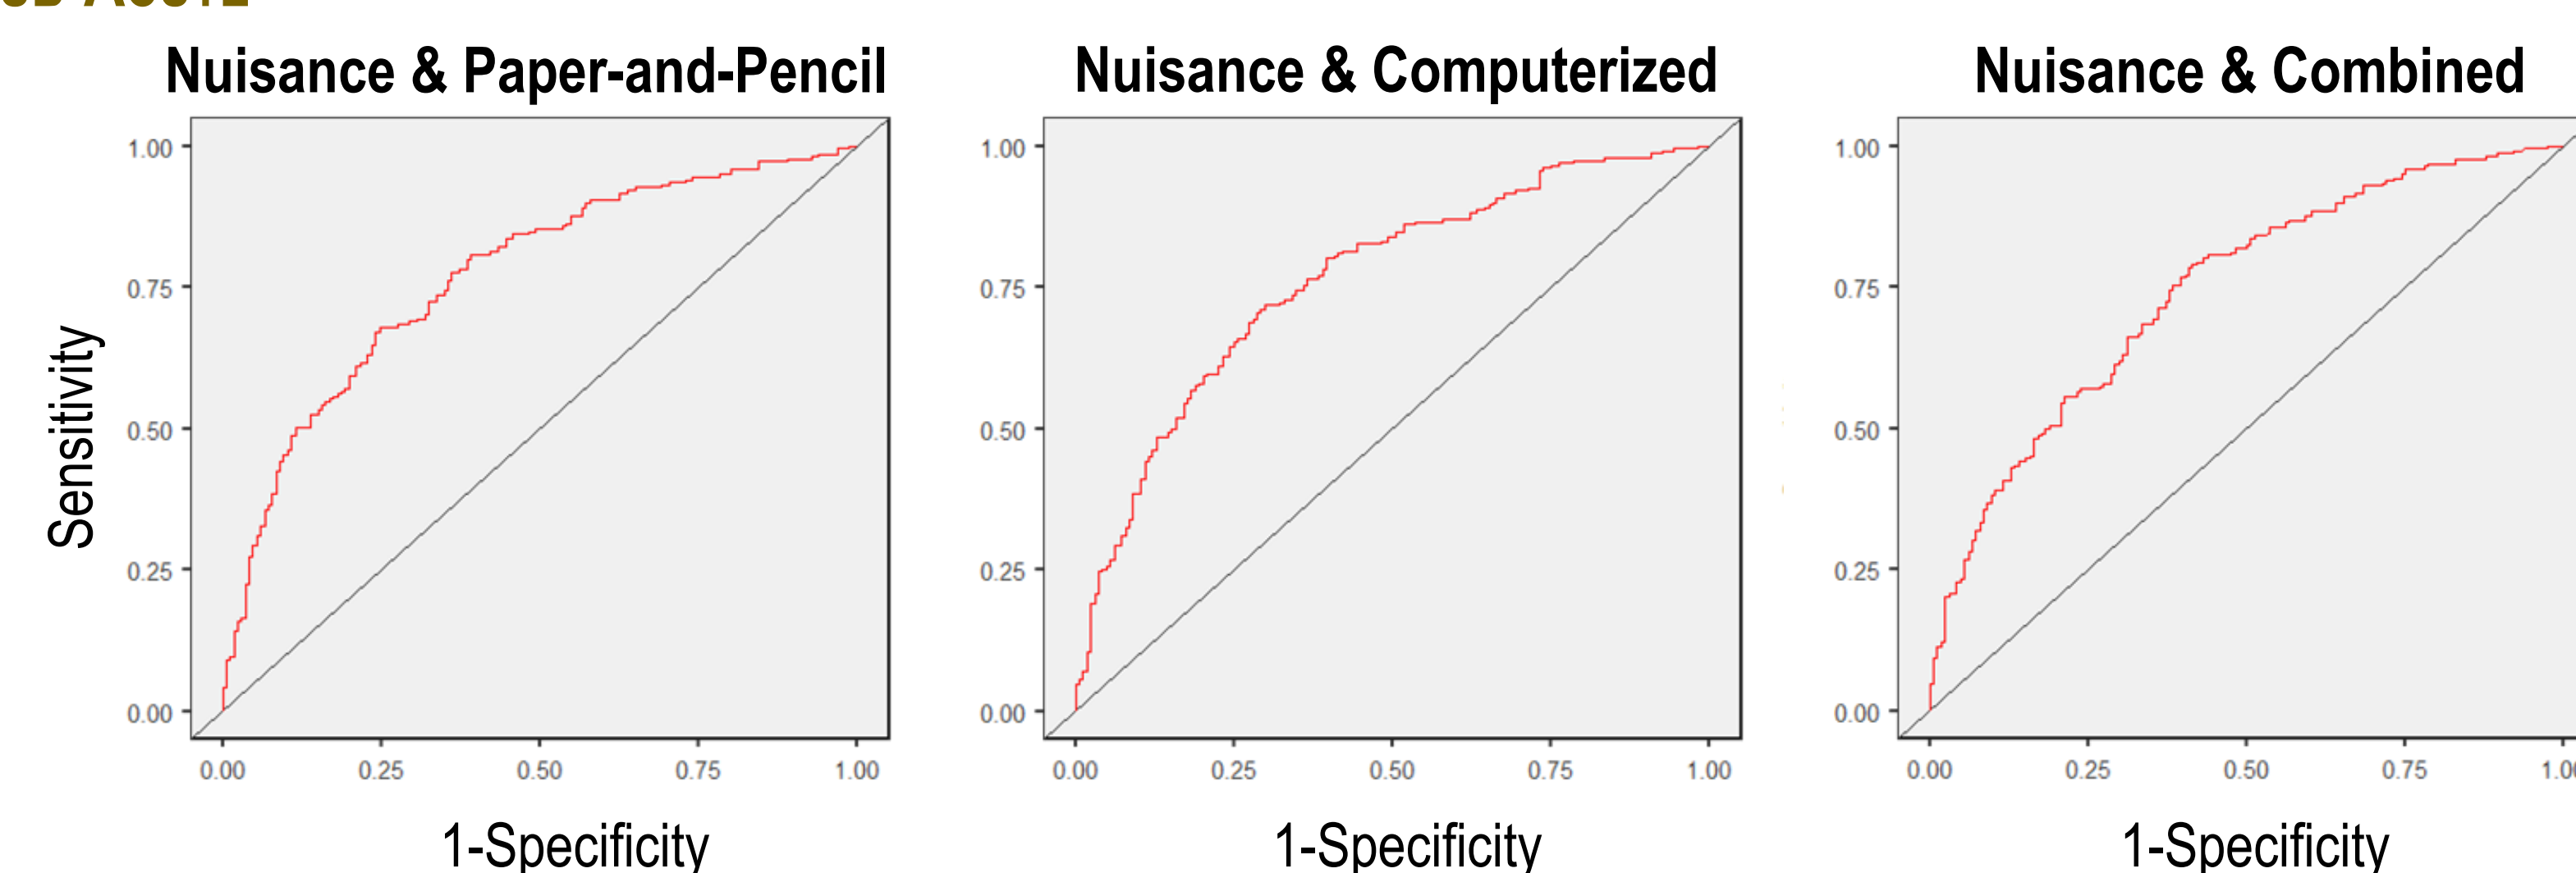 Nuisance & Paper-and-Pencil
Nuisance & Computerized
Nuisance & Combined
Sensitivity
1.00
0.75
0.50
0.25
0.00
0.00 0.25 0.50 0.75 1.00
1-Specificity
1.00
0.75
0.50
0.25
0.00
0.00 0.25 0.50 0.75 1.00
1-Specificity
1.00
0.75
0.50
0.25
0.00
0.00 0.25 0.50 0.75
1-Specificity